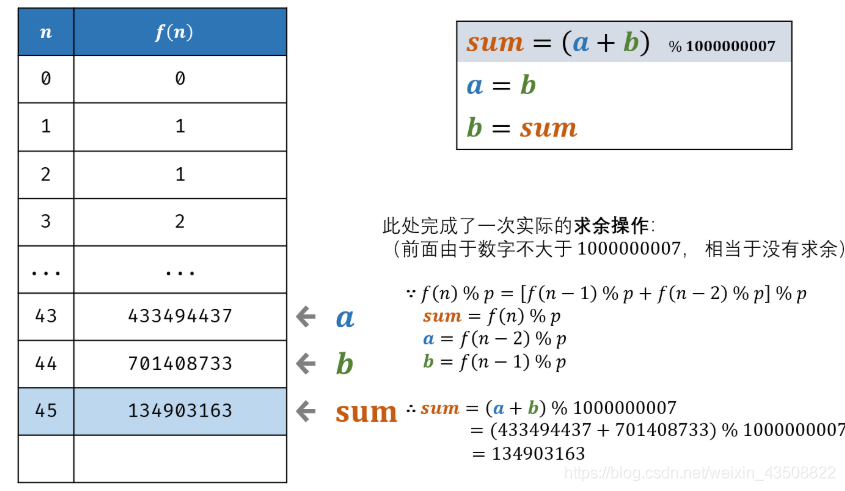 n f(n)
0 0
1 1
2 1
3 2
... ...
43 433494437
44 701408733
45 134903163
← a
← b
← sum
sum = (a + b) % 1000000007
a = b
b = sum
此处完成了一次实际的求余操作：
（前面由于数字不大于 1000000007， 相当于没有求余）
∵ f(n) % p = [f(n − 1) % p + f(n − 2) % p] % p
sum = f(n) % p
a = f(n − 2) % p
b = f(n − 1) % p
∴ sum = (a + b) % 1000000007
= (433494437 + 701408733) % 1000000007
= 134903163
https://blog.csdn.net/weixin_43508822